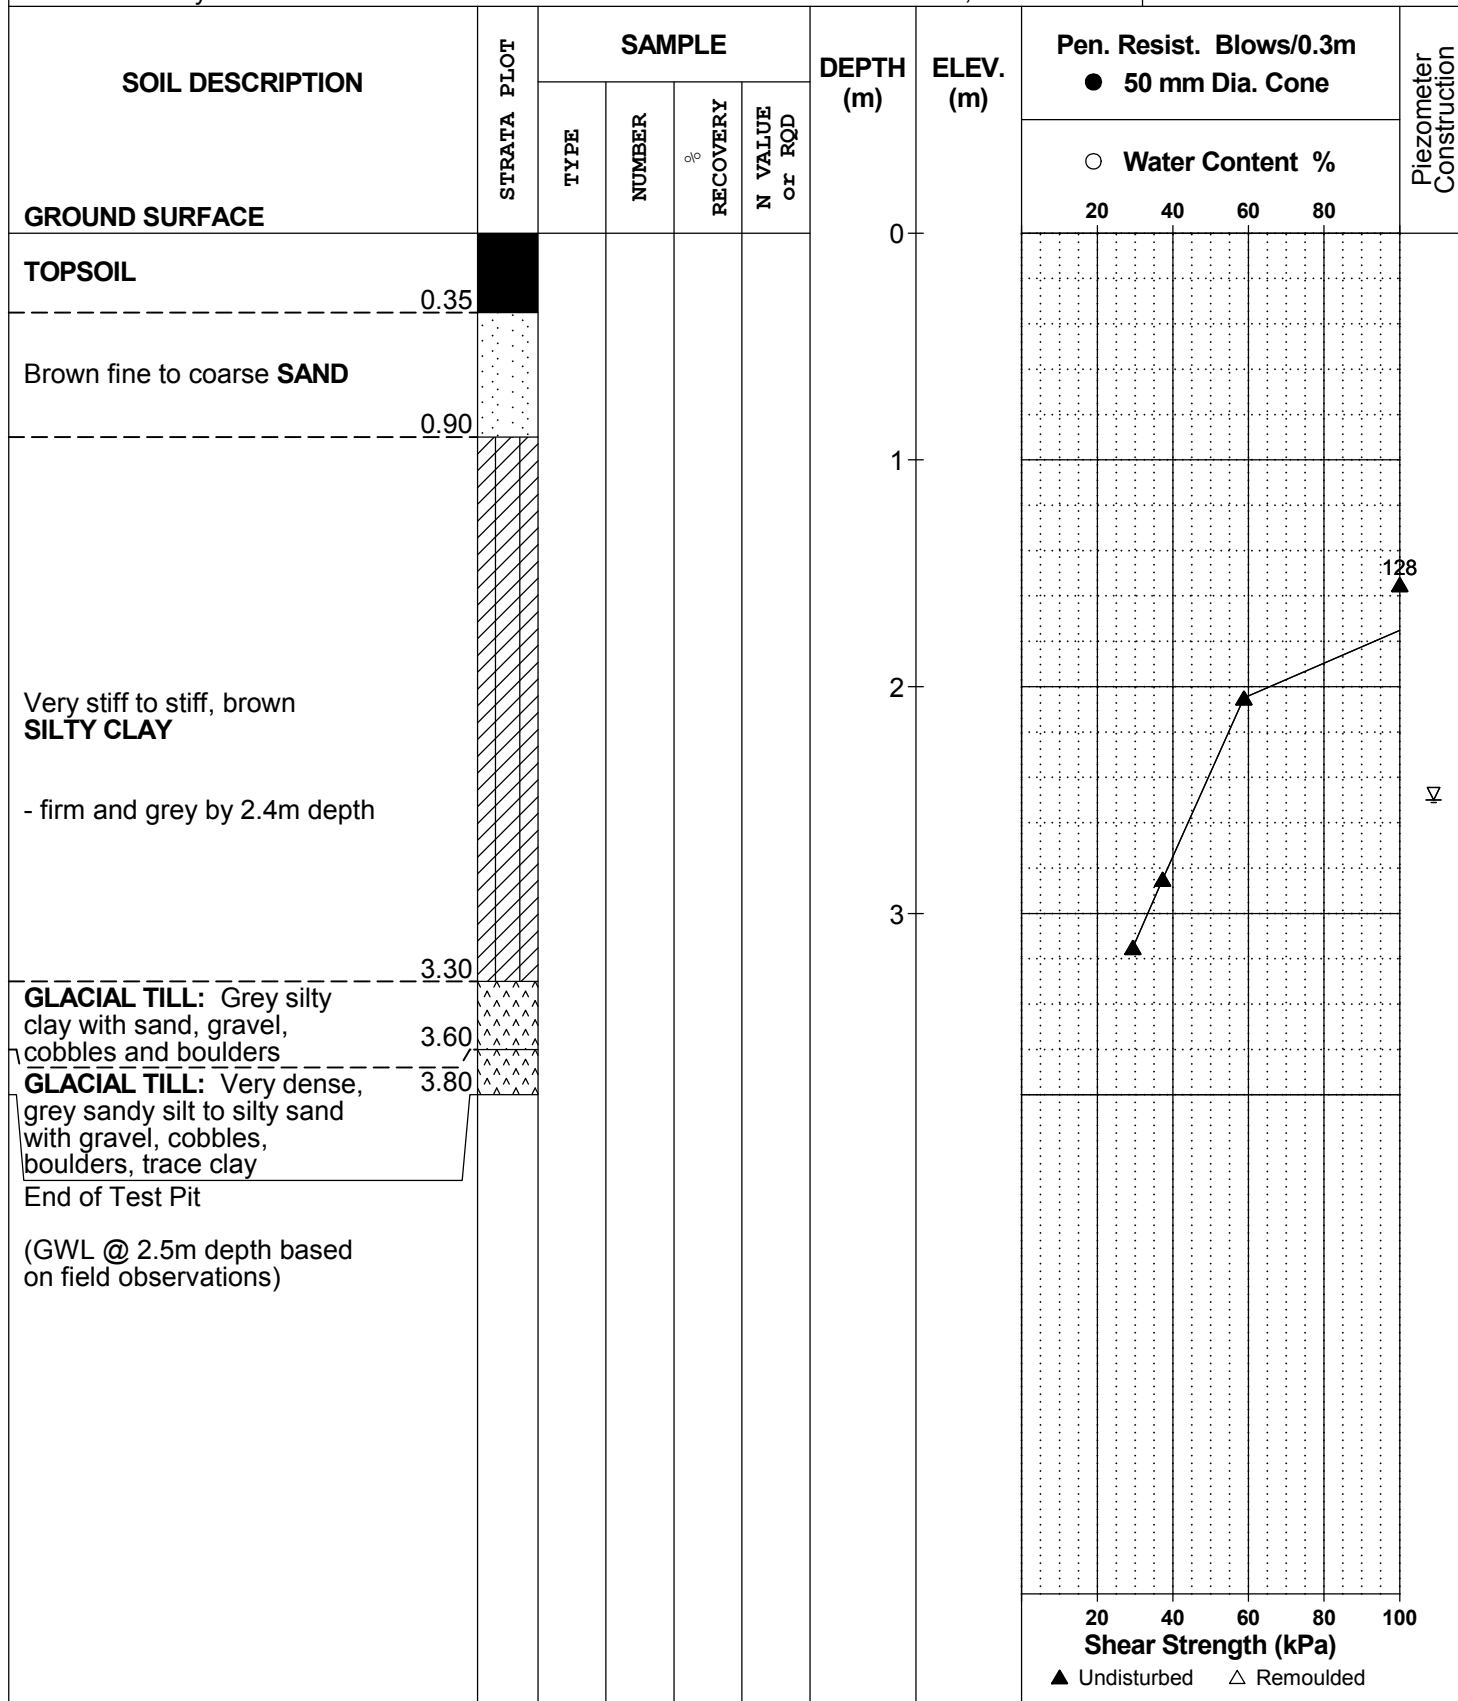 SOIL DESCRIPTION
STRATA PLOT
SAMPLE
TYPE
NUMBER
% RECOVERY
N VALUE
or RQD
DEPTH
(m)
ELEV.
(m)
Pen. Resist. Blows/0.3m
● 50 mm Dia. Cone
○ Water Content %
20 40 60 80
Piezometer
Construction
GROUND SURFACE
0
TOPSOIL
0.35
Brown fine to coarse SAND
0.90
1
128
2
Very stiff to stiff, brown
SILTY CLAY
- firm and grey by 2.4m depth
3
3.30
GLACIAL TILL: Grey silty
clay with sand, gravel,
cobbles and boulders
3.60
GLACIAL TILL: Very dense,
grey sandy silt to silty sand
with gravel, cobbles,
boulders, trace clay
3.80
End of Test Pit
(GWL @ 2.5m depth based
on field observations)
20 40 60 80 100
Shear Strength (kPa)
▲ Undisturbed △ Remoulded